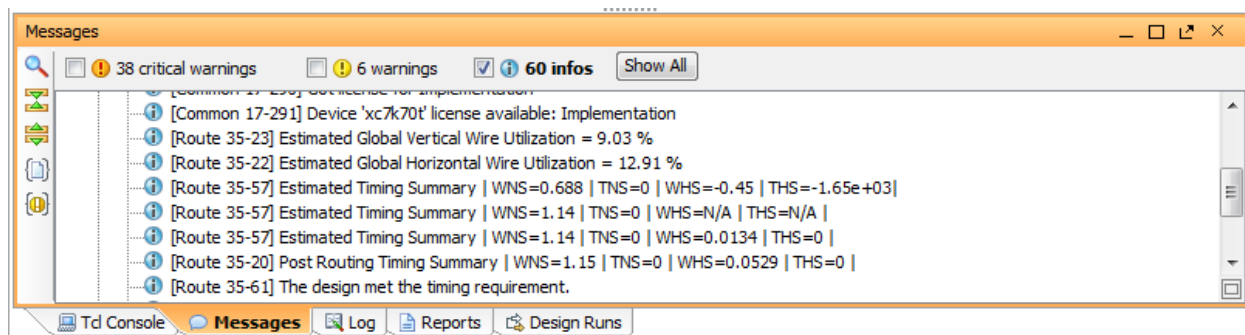 Messages
38 critical warnings 6 warnings 60 infos Show All
[Common 17-291] Device 'xc7k70t' license available: Implementation
[Route 35-23] Estimated Global Vertical Wire Utilization = 9.03 %
[Route 35-22] Estimated Global Horizontal Wire Utilization = 12.91 %
[Route 35-57] Estimated Timing Summary | WNS=0.688 | TNS=0 | WHS=-0.45 | THS=-1.65e+03|
[Route 35-57] Estimated Timing Summary | WNS=1.14 | TNS=0 | WHS=N/A | THS=N/A |
[Route 35-57] Estimated Timing Summary | WNS=1.14 | TNS=0 | WHS=0.0134 | THS=0 |
[Route 35-20] Post Routing Timing Summary | WNS=1.15 | TNS=0 | WHS=0.0529 | THS=0 |
[Route 35-61] The design met the timing requirement.
Tcl Console Messages Log Reports Design Runs